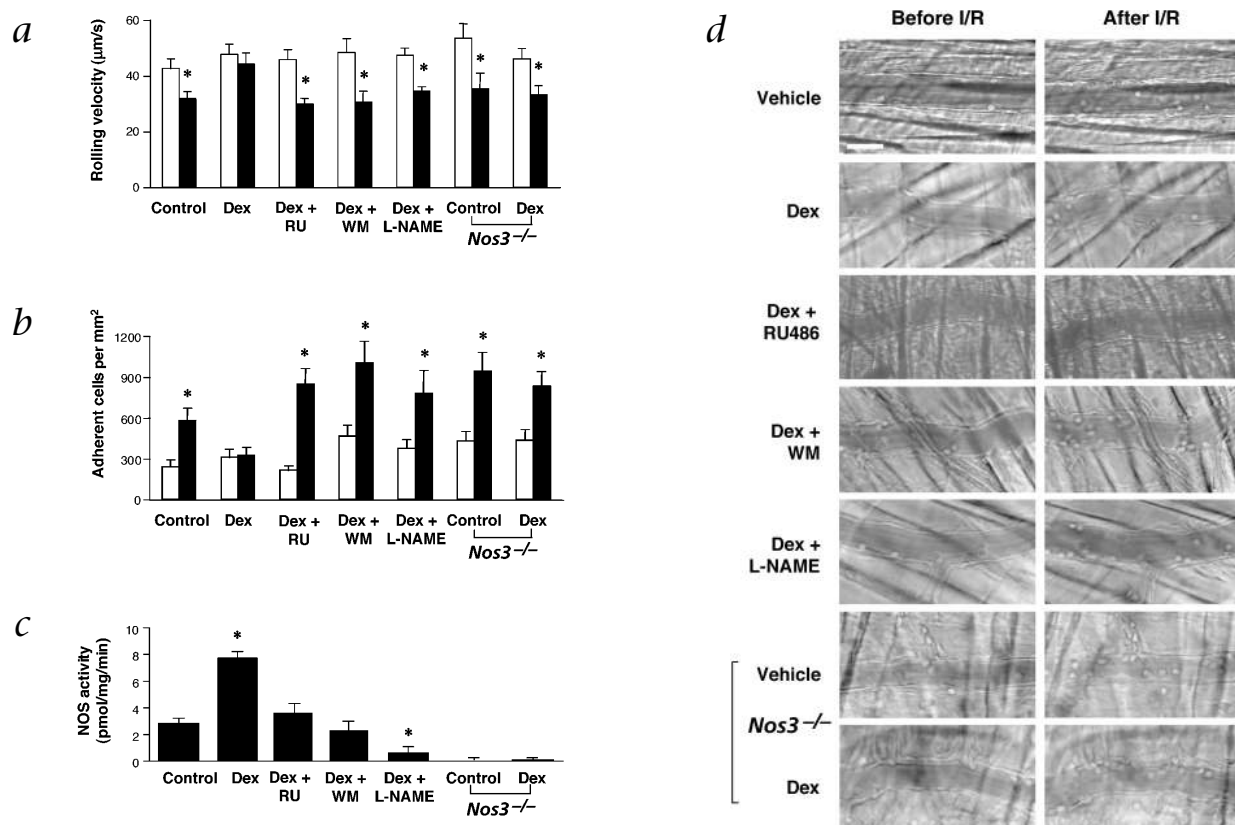 a
Rolling velocity (μm/s)
60
40
20
0
*
*
*
*
*
*
Control
Dex
Dex +
RU
Dex +
WM
Dex +
L-NAME
Control
Dex
Nos3 –/–
b
Adherent cells per mm²
1200
900
600
300
0
*
*
*
*
*
*
Control
Dex
Dex +
RU
Dex +
WM
Dex +
L-NAME
Control
Dex
Nos3 –/–
c
NOS activity
(pmol/mg/min)
10
8
6
4
2
0
*
*
Control
Dex
Dex +
RU
Dex +
WM
Dex +
L-NAME
Control
Dex
Nos3 –/–
d
Before I/R
After I/R
Vehicle
Dex
Dex +
RU486
Dex +
WM
Dex +
L-NAME
Vehicle
Nos3 –/–
Dex